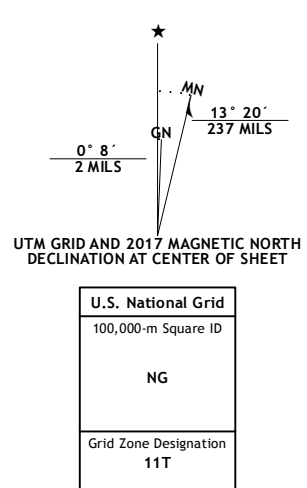 ★
MN
GN
13° 20´
237 MILS
0° 8´
2 MILS
UTM GRID AND 2017 MAGNETIC NORTH
DECLINATION AT CENTER OF SHEET
U.S. National Grid
100,000-m Square ID
NG
Grid Zone Designation
11T